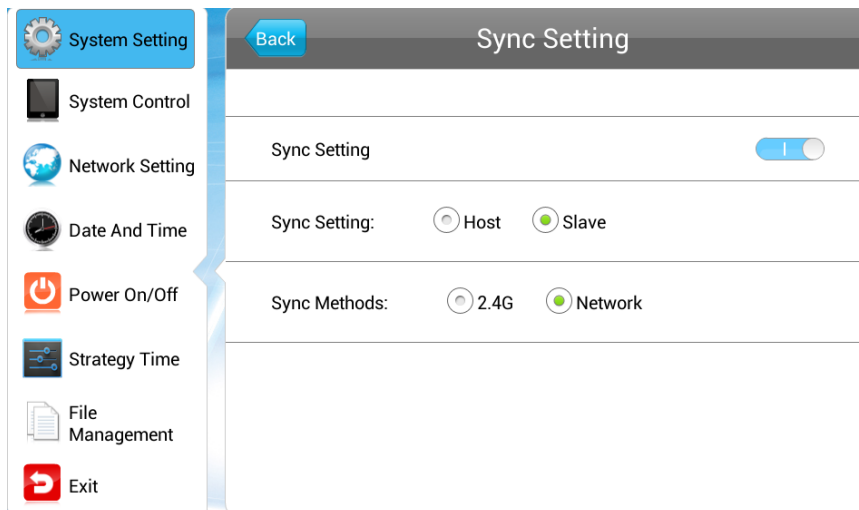 System Setting
System Control
Network Setting
Date And Time
Power On/Off
Strategy Time
File
Management
Exit
Back
Sync Setting
Sync Setting
Sync Setting: Host Slave
Sync Methods: 2.4G Network